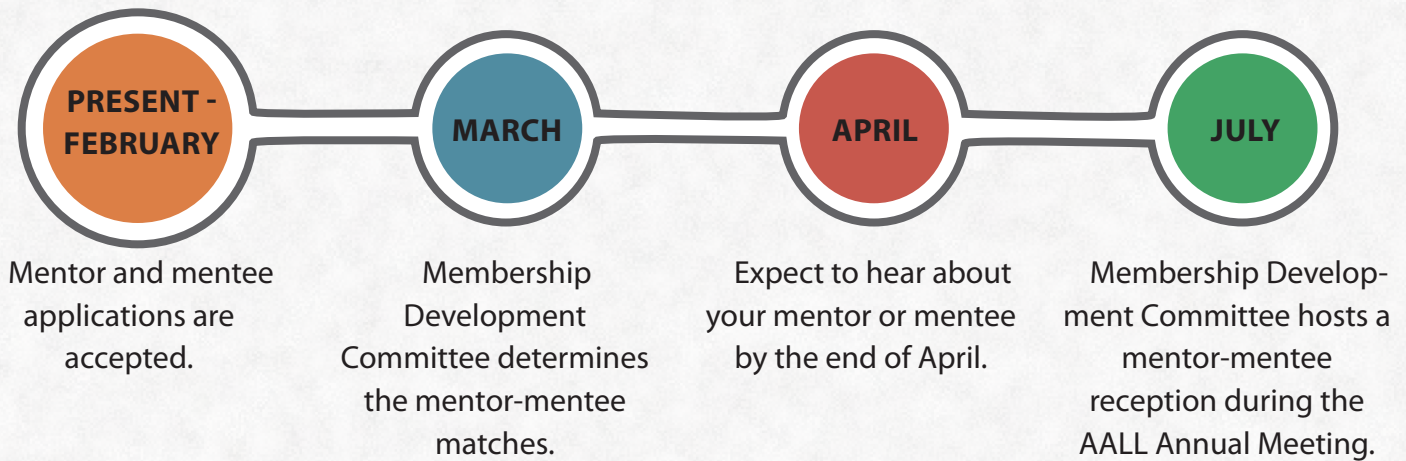 PRESENT -
FEBRUARY
Mentor and mentee
applications are
accepted.
MARCH
Membership
Development
Committee determines
the mentor-mentee
matches.
APRIL
Expect to hear about
your mentor or mentee
by the end of April.
JULY
Membership Develop-
ment Committee hosts a
mentor-mentee
reception during the
AALL Annual Meeting.